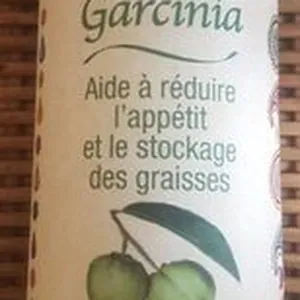 Garcinia
Aide à réduire
l'appétit
et le stockage
des graisses